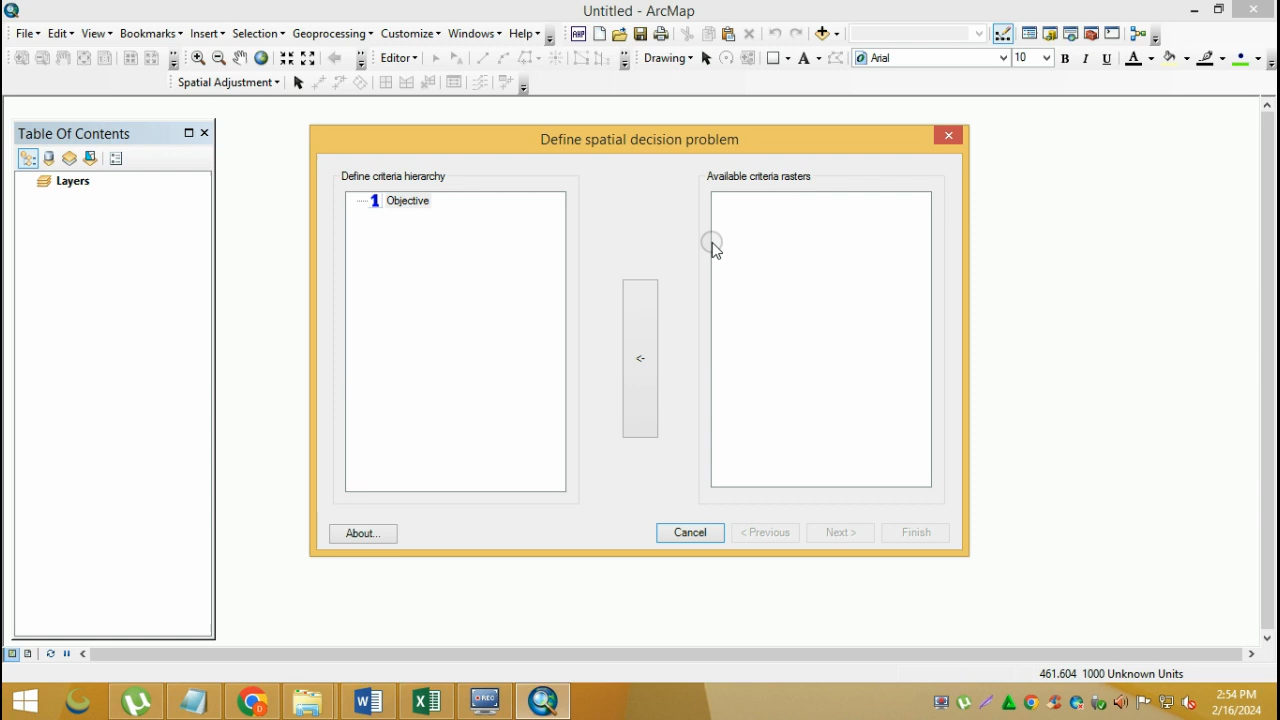 Untitled - ArcMap
File Edit View Bookmarks Insert Selection Geoprocessing Customize Windows Help AHP
Editor Drawing Arial 10 B I U A
Spatial Adjustment
Table Of Contents
Layers
Define spatial decision problem
Define criteria hierarchy
1 Objective
Available criteria rasters
<-
About...
Cancel
< Previous
Next >
Finish
461.604 1000 Unknown Units
2:54 PM
2/16/2024